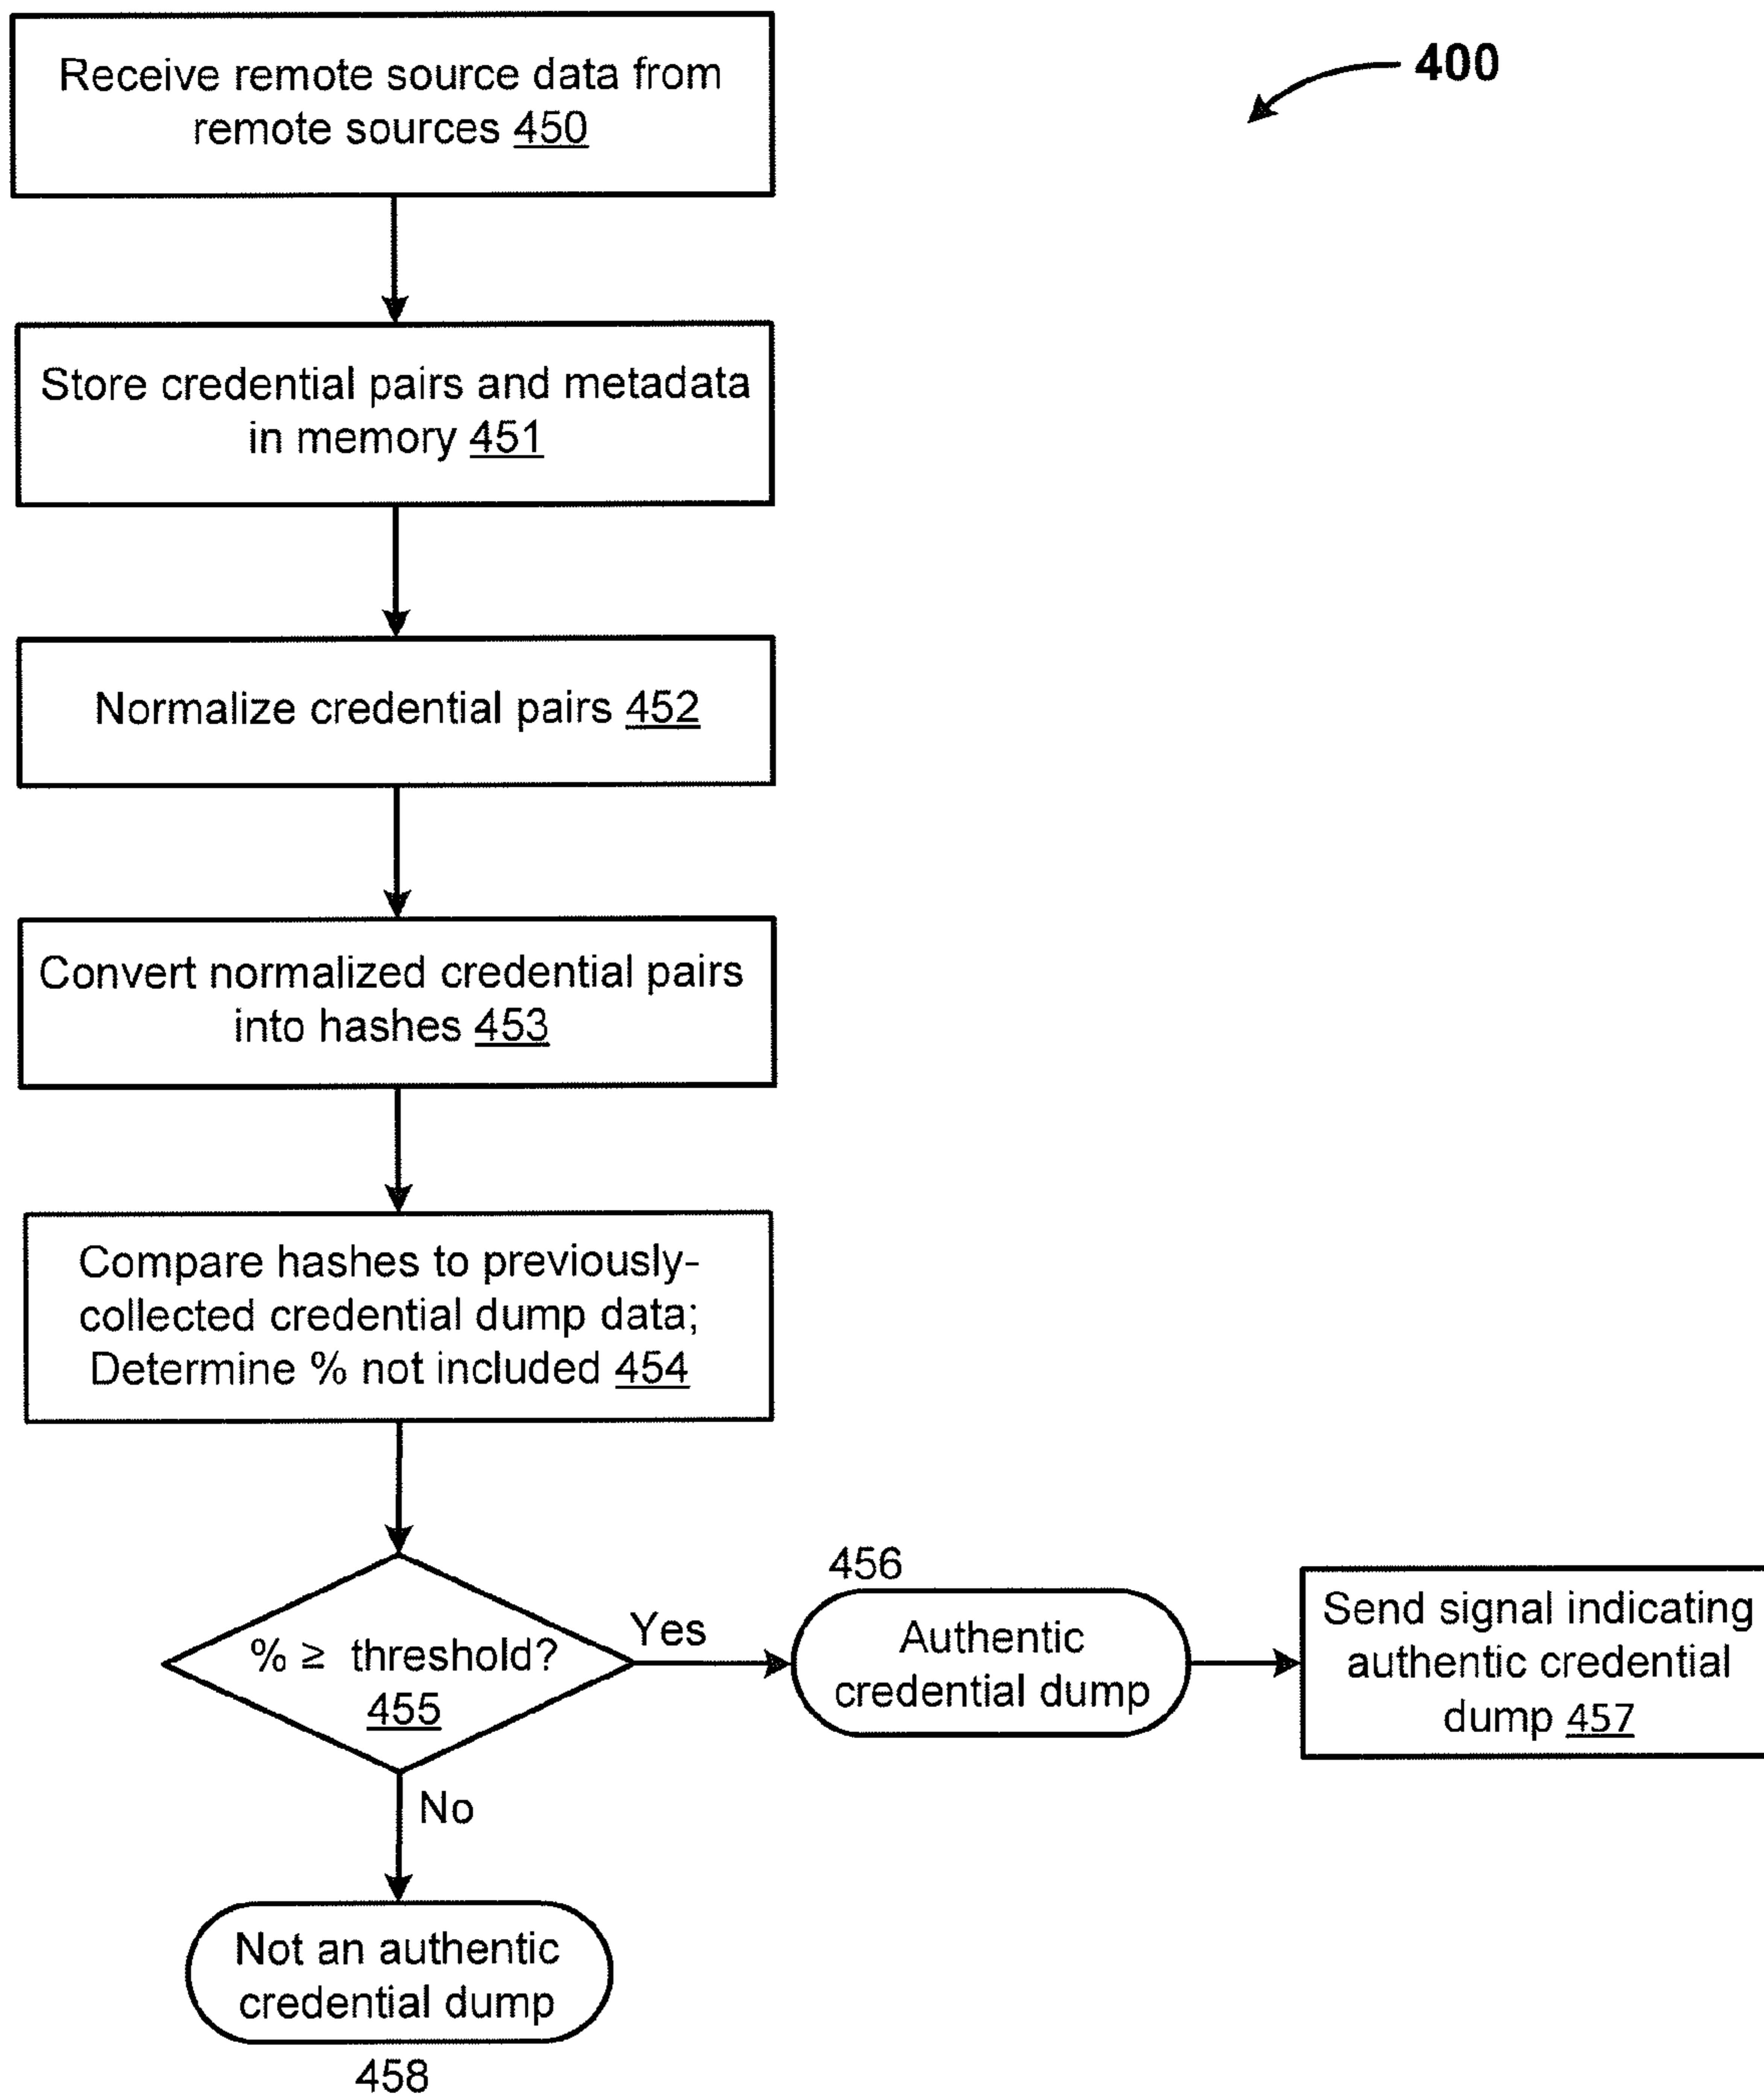 400
Receive remote source data from
remote sources 450
Store credential pairs and metadata
in memory 451
Normalize credential pairs 452
Convert normalized credential pairs
into hashes 453
Compare hashes to previously-
collected credential dump data;
Determine % not included 454
% ≥ threshold?
455
Yes
456
Authentic
credential dump
Send signal indicating
authentic credential
dump 457
No
Not an authentic
credential dump
458